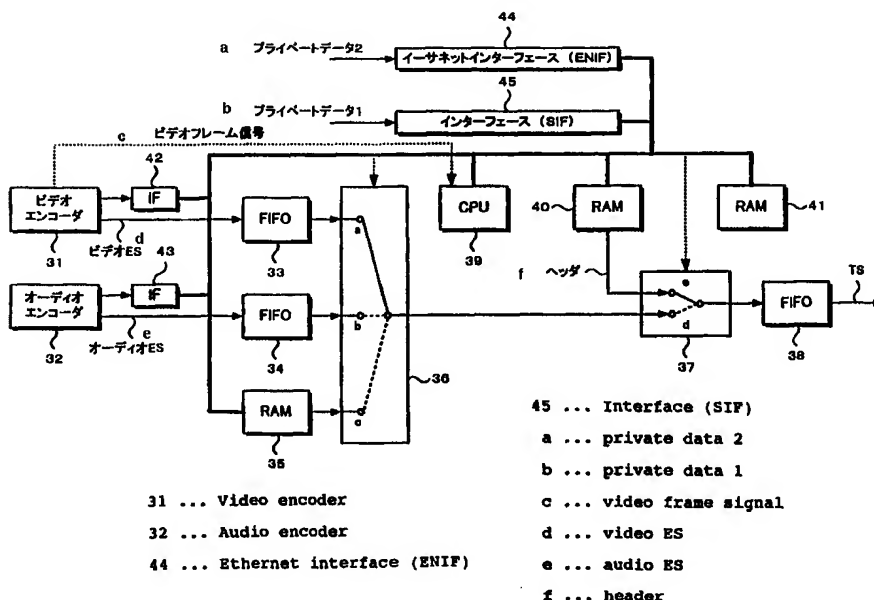 44
a プライベートデータ2
イーサネットインターフェース (ENIF)
45
b プライベートデータ1
インターフェース (SIF)
c ビデオフレーム信号
42
ビデオ
エンコーダ
31
IF
d
ビデオES
FIFO
33
a
CPU
39
40
RAM
RAM
41
43
オーディオ
エンコーダ
32
IF
e
オーディオES
FIFO
34
b
36
f ヘッダ
e
d
37
FIFO
38
TS
RAM
35
c
31 ... Video encoder
32 ... Audio encoder
44 ... Ethernet interface (ENIF)
45 ... Interface (SIF)
a ... private data 2
b ... private data 1
c ... video frame signal
d ... video ES
e ... audio ES
f ... header